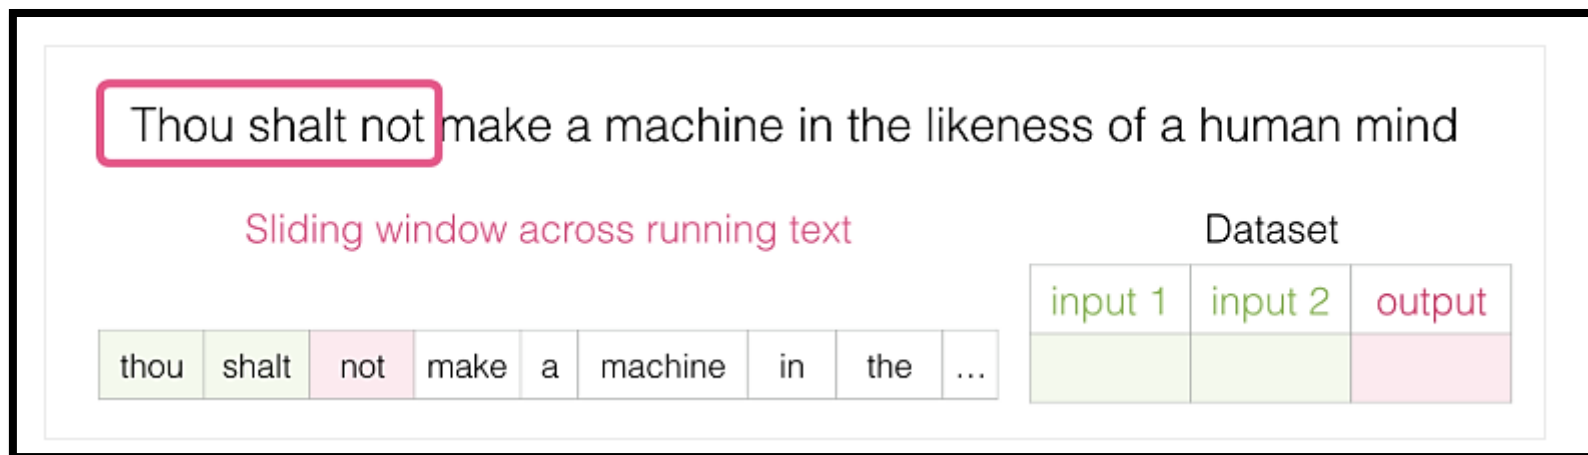 Thou shalt not make a machine in the likeness of a human mind
Sliding window across running text
Dataset
input 1 input 2 output
thou shalt not make a machine in the ...